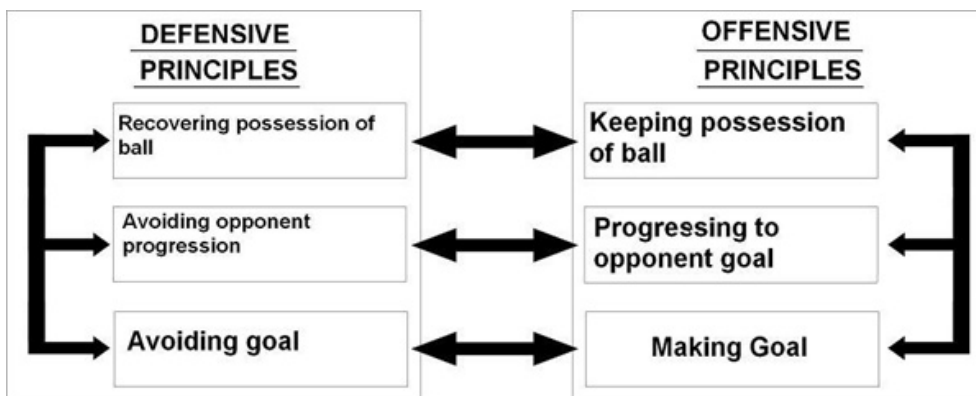 DEFENSIVE
PRINCIPLES
Recovering possession of
ball
Avoiding opponent
progression
Avoiding goal
OFFENSIVE
PRINCIPLES
Keeping possession
of ball
Progressing to
opponent goal
Making Goal